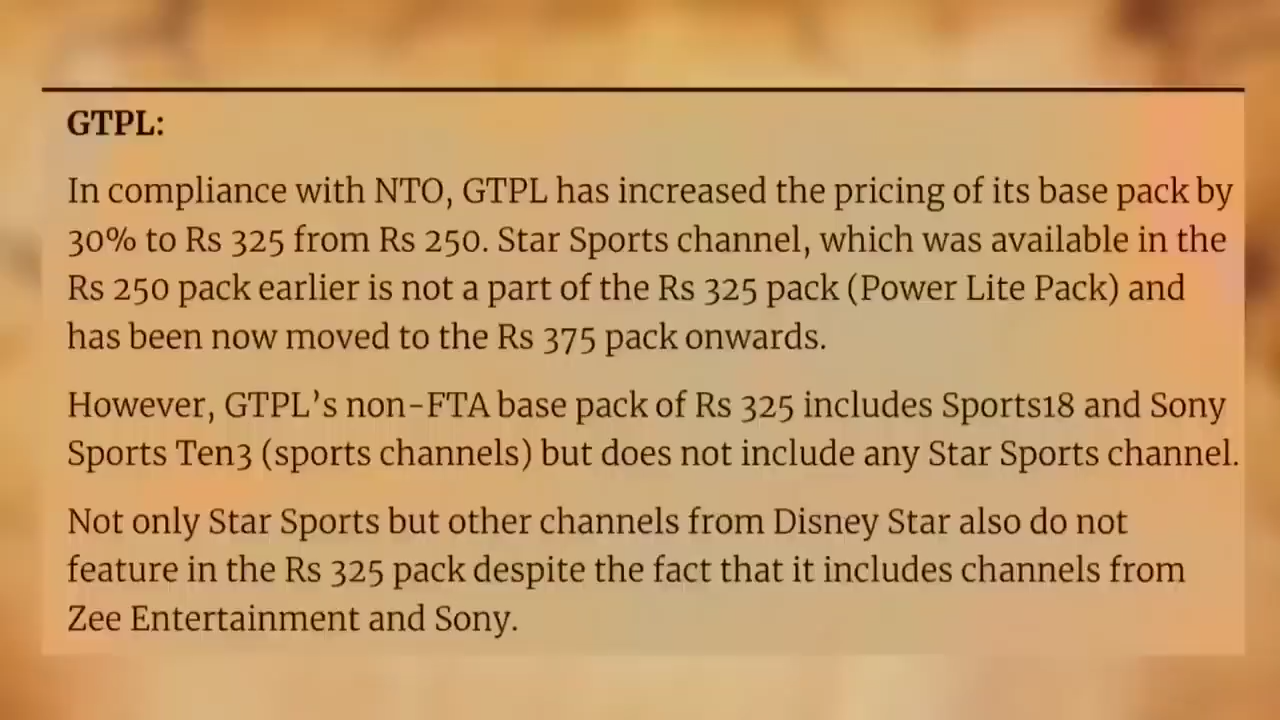 GTPL:
In compliance with NTO, GTPL has increased the pricing of its base pack by
30% to Rs 325 from Rs 250. Star Sports channel, which was available in the
Rs 250 pack earlier is not a part of the Rs 325 pack (Power Lite Pack) and
has been now moved to the Rs 375 pack onwards.
However, GTPL’s non-FTA base pack of Rs 325 includes Sports18 and Sony
Sports Ten3 (sports channels) but does not include any Star Sports channel.
Not only Star Sports but other channels from Disney Star also do not
feature in the Rs 325 pack despite the fact that it includes channels from
Zee Entertainment and Sony.